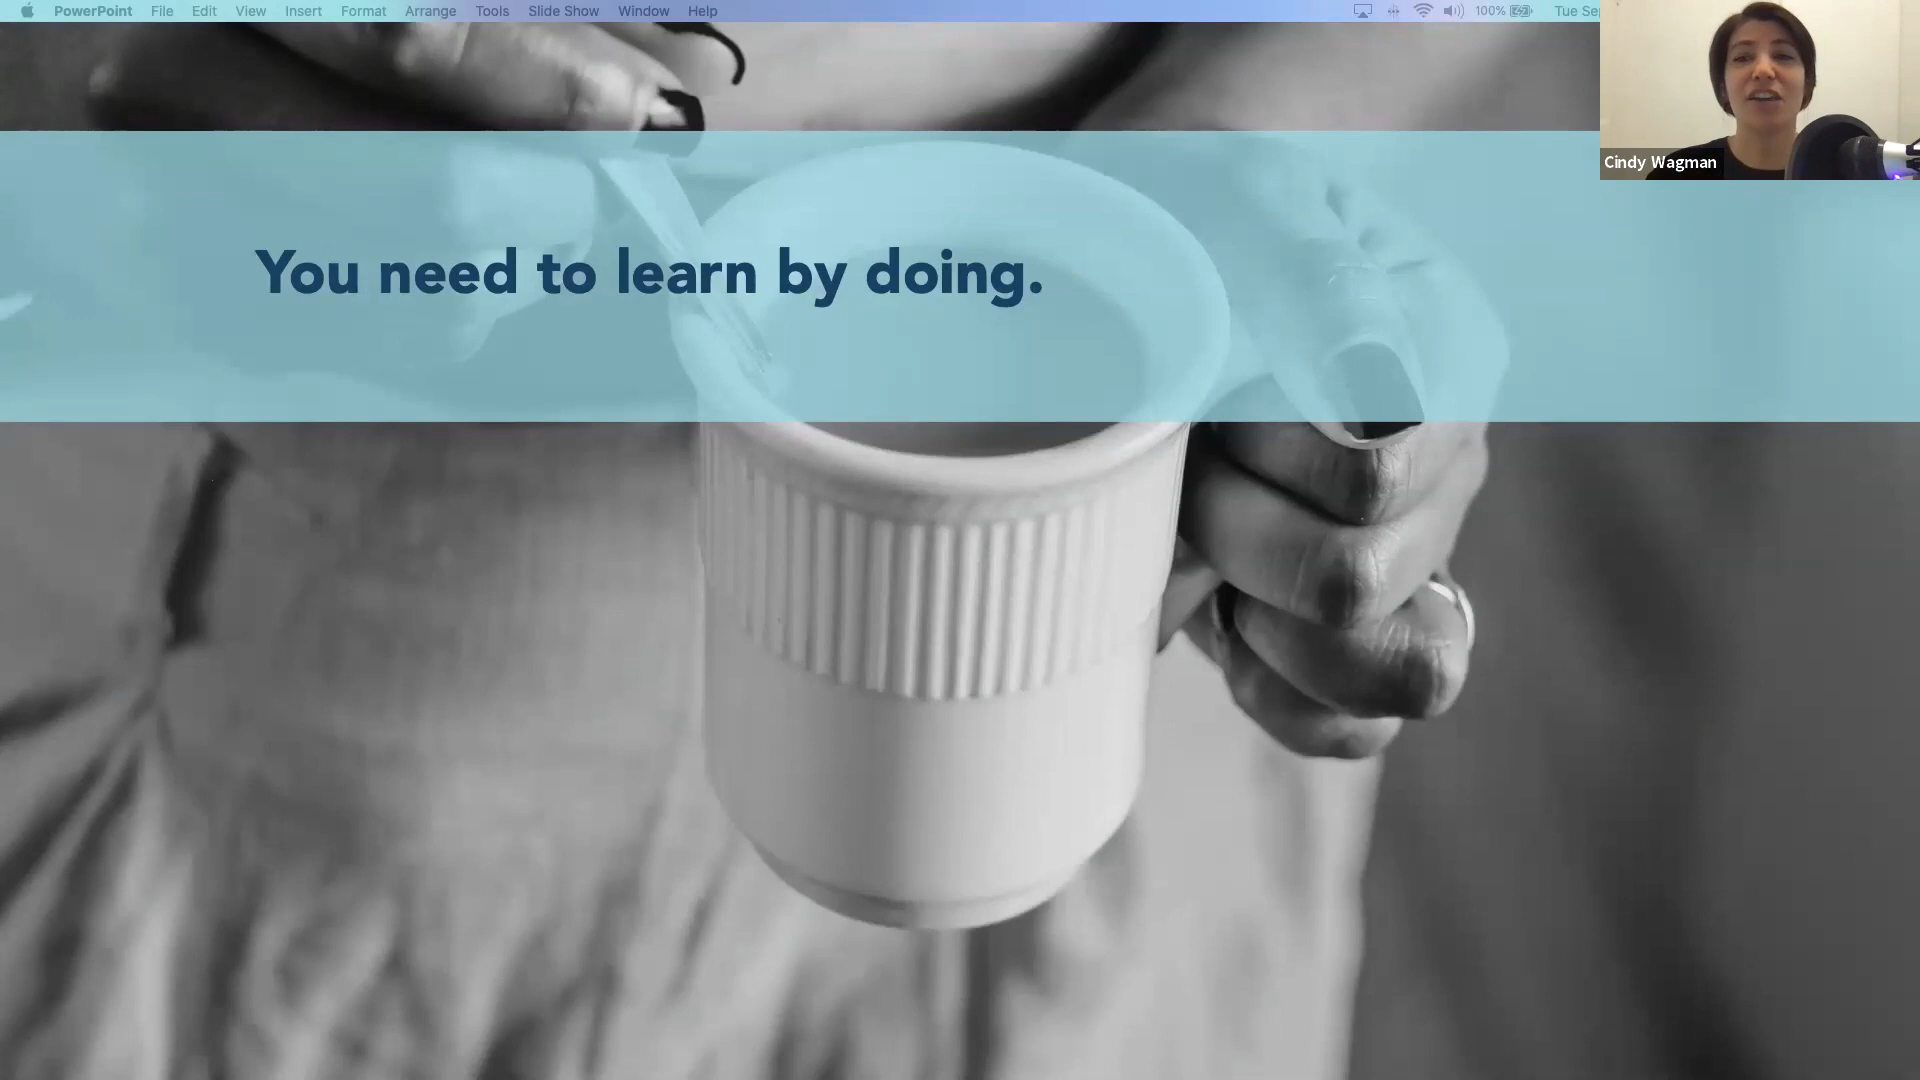 PowerPoint File Edit View Insert Format Arrange Tools Slide Show Window Help 100% Tue Sep
Cindy Wagman
You need to learn by doing.